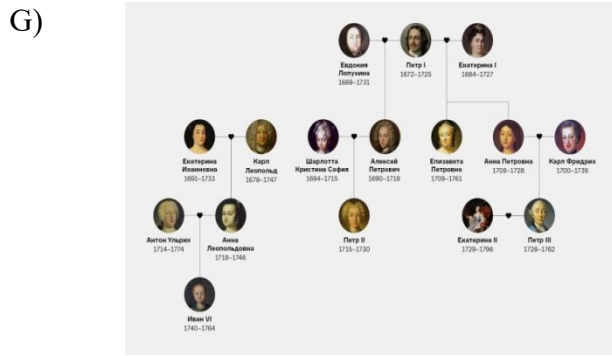 G)
Евдокия
Лопухина
1669–1731
Петр I
1672–1725
Екатерина I
1684–1727
Екатерина
Иоанновна
1691–1733
Карл
Леопольд
1678–1747
Шарлотта
Кристина София
1694–1715
Алексей
Петрович
1690–1718
Елизавета
Петровна
1709–1761
Анна Петровна
1708–1728
Карл Фридрих
1700–1739
Антон Ульрих
1714–1774
Анна
Леопольдовна
1718–1746
Петр II
1715–1730
Екатерина II
1729–1796
Петр III
1728–1762
Иван VI
1740–1764